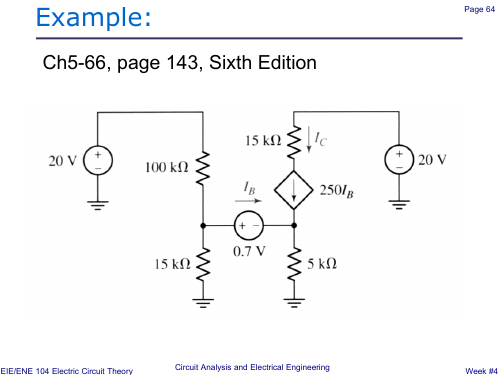 Example:
Page 64
Ch5-66, page 143, Sixth Edition
15 kΩ
I_C
20 V
+
−
100 kΩ
+
−
20 V
I_B
250I_B
+ −
0.7 V
15 kΩ
5 kΩ
EIE/ENE 104 Electric Circuit Theory
Circuit Analysis and Electrical Engineering
Week #4